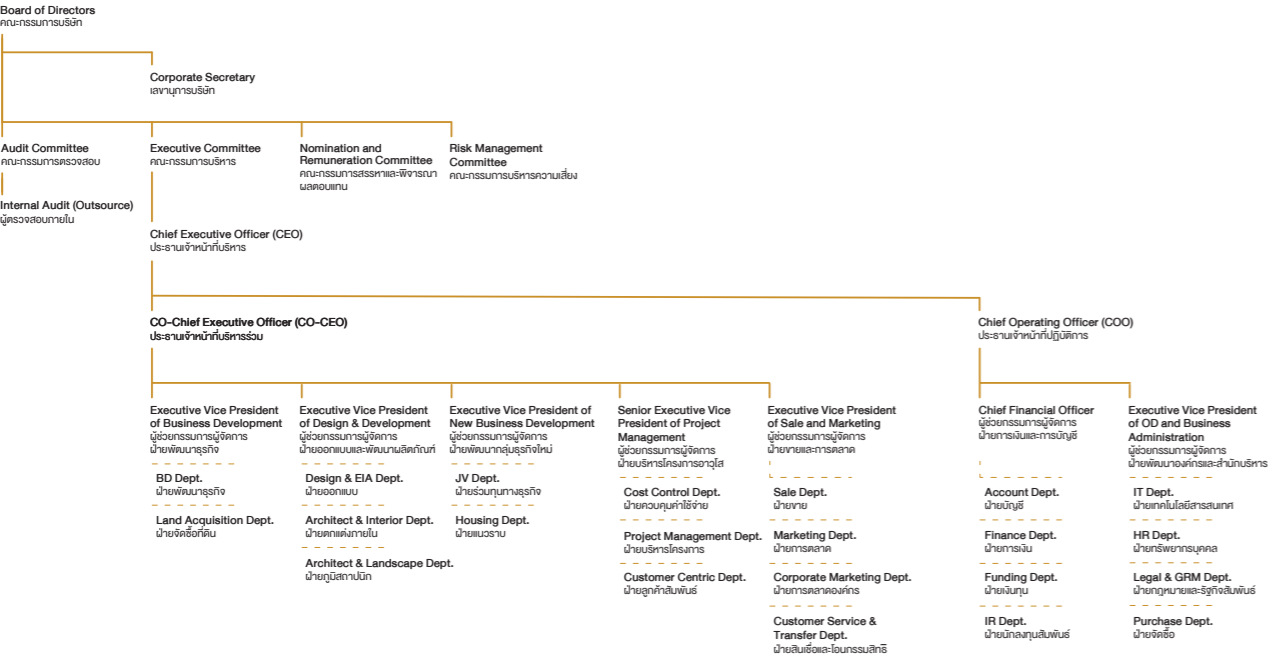 Board of Directors
คณะกรรมการบริษัท
Corporate Secretary
เลขานุการบริษัท
Audit Committee
คณะกรรมการตรวจสอบ
Internal Audit (Outsource)
ผู้ตรวจสอบภายใน
Executive Committee
คณะกรรมการบริหาร
Nomination and
Remuneration Committee
คณะกรรมการสรรหาและพิจารณา
ผลตอบแทน
Risk Management
Committee
คณะกรรมการบริหารความเสี่ยง
Chief Executive Officer (CEO)
ประธานเจ้าหน้าที่บริหาร
CO-Chief Executive Officer (CO-CEO)
ประธานเจ้าหน้าที่บริหารร่วม
Chief Operating Officer (COO)
ประธานเจ้าหน้าที่ปฏิบัติการ
Executive Vice President
of Business Development
ผู้ช่วยกรรมการผู้จัดการ
ฝ่ายพัฒนาธุรกิจ
BD Dept.
ฝ่ายพัฒนาธุรกิจ
Land Acquisition Dept.
ฝ่ายจัดซื้อที่ดิน
Executive Vice President
of Design & Development
ผู้ช่วยกรรมการผู้จัดการ
ฝ่ายออกแบบและพัฒนาผลิตภัณฑ์
Design & EIA Dept.
ฝ่ายออกแบบ
Architect & Interior Dept.
ฝ่ายตกแต่งภายใน
Architect & Landscape Dept.
ฝ่ายภูมิสถาปนิก
Executive Vice President of
New Business Development
ผู้ช่วยกรรมการผู้จัดการ
ฝ่ายพัฒนากลุ่มธุรกิจใหม่
JV Dept.
ฝ่ายร่วมทุนทางธุรกิจ
Housing Dept.
ฝ่ายแนวราบ
Senior Executive Vice
President of Project
Management
ผู้ช่วยกรรมการผู้จัดการ
ฝ่ายบริหารโครงการอาวุโส
Cost Control Dept.
ฝ่ายควบคุมค่าใช้จ่าย
Project Management Dept.
ฝ่ายบริหารโครงการ
Customer Centric Dept.
ฝ่ายลูกค้าสัมพันธ์
Executive Vice President
of Sale and Marketing
ผู้ช่วยกรรมการผู้จัดการ
ฝ่ายขายและการตลาด
Sale Dept.
ฝ่ายขาย
Marketing Dept.
ฝ่ายการตลาด
Corporate Marketing Dept.
ฝ่ายการตลาดองค์กร
Customer Service &
Transfer Dept.
ฝ่ายสินเชื่อและโอนกรรมสิทธิ์
Chief Financial Officer
ผู้ช่วยกรรมการผู้จัดการ
ฝ่ายการเงินและการบัญชี
Account Dept.
ฝ่ายบัญชี
Finance Dept.
ฝ่ายการเงิน
Funding Dept.
ฝ่ายเงินทุน
IR Dept.
ฝ่ายนักลงทุนสัมพันธ์
Executive Vice President
of OD and Business
Administration
ผู้ช่วยกรรมการผู้จัดการ
ฝ่ายพัฒนาองค์กรและสำนักบริหาร
IT Dept.
ฝ่ายเทคโนโลยีสารสนเทศ
HR Dept.
ฝ่ายทรัพยากรบุคคล
Legal & GRM Dept.
ฝ่ายกฎหมายและรัฐกิจสัมพันธ์
Purchase Dept.
ฝ่ายจัดซื้อ